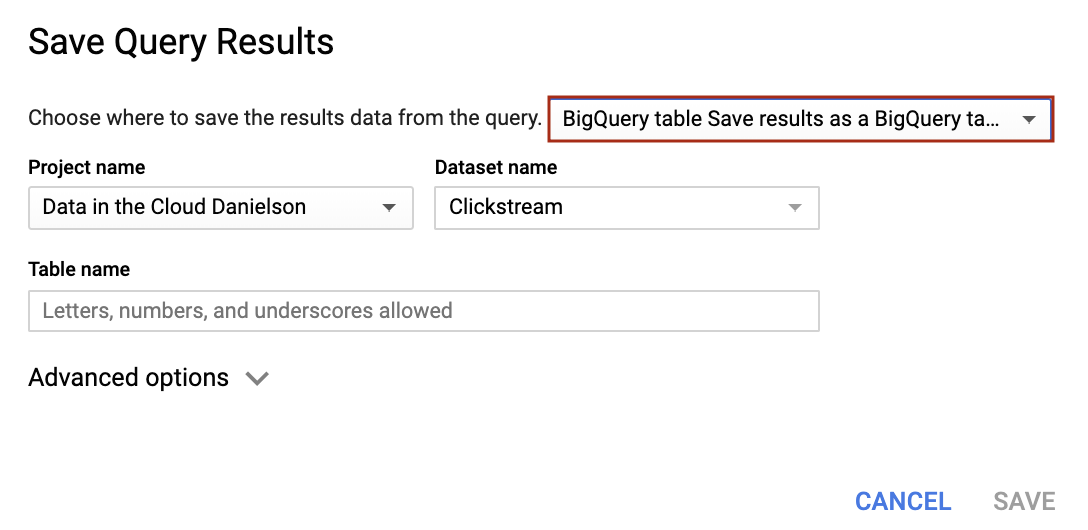 Save Query Results
Choose where to save the results data from the query. BigQuery table Save results as a BigQuery ta...
Project name Dataset name
Data in the Cloud Danielson Clickstream
Table name
Letters, numbers, and underscores allowed
Advanced options
CANCEL SAVE